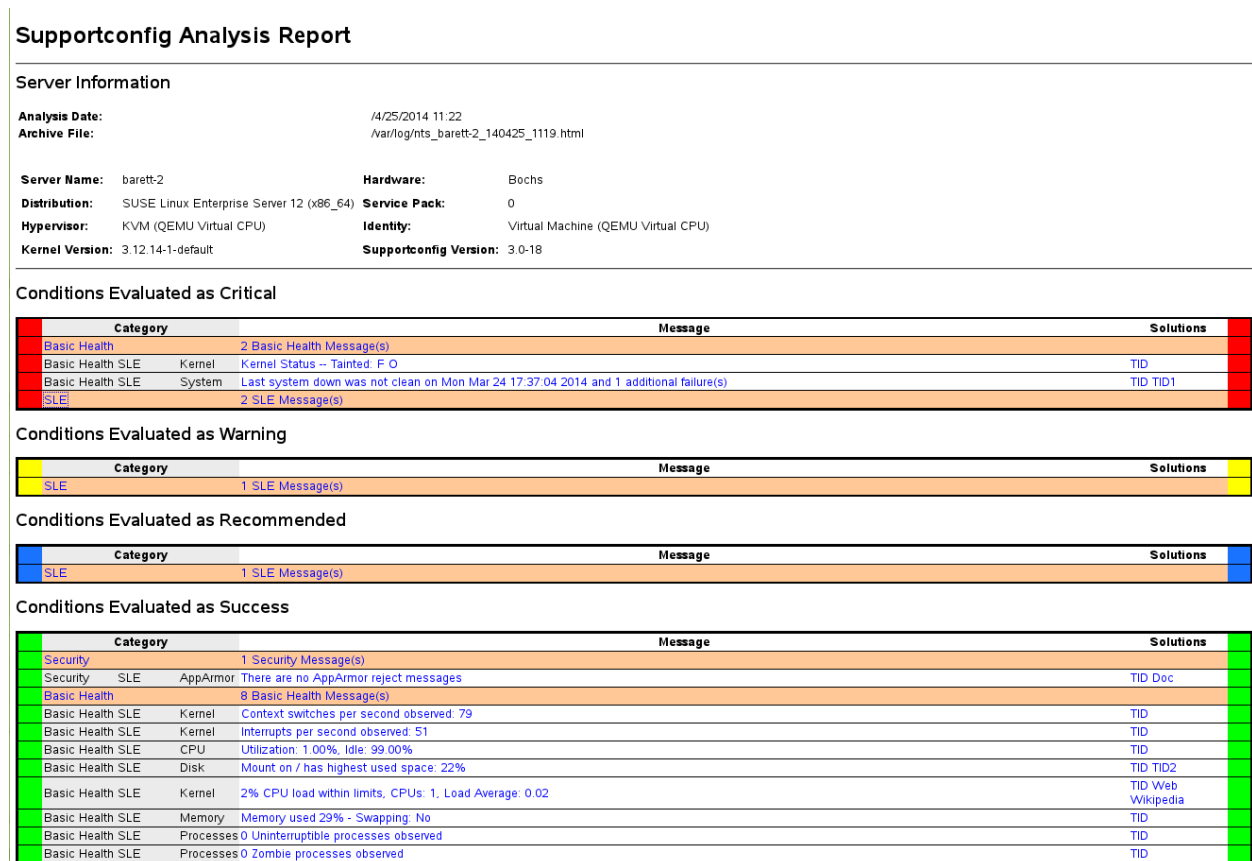 Supportconfig Analysis Report
Server Information
Analysis Date: /4/25/2014 11:22
Archive File: /var/log/nts_barett-2_140425_1119.html
Server Name: barett-2 Hardware: Bochs
Distribution: SUSE Linux Enterprise Server 12 (x86_64) Service Pack: 0
Hypervisor: KVM (QEMU Virtual CPU) Identity: Virtual Machine (QEMU Virtual CPU)
Kernel Version: 3.12.14-1-default Supportconfig Version: 3.0-18
Conditions Evaluated as Critical
Category Message Solutions
Basic Health 2 Basic Health Message(s)
Basic Health SLE Kernel Kernel Status -- Tainted: F O TID
Basic Health SLE System Last system down was not clean on Mon Mar 24 17:37:04 2014 and 1 additional failure(s) TID TID1
SLE 2 SLE Message(s)
Conditions Evaluated as Warning
Category Message Solutions
SLE 1 SLE Message(s)
Conditions Evaluated as Recommended
Category Message Solutions
SLE 1 SLE Message(s)
Conditions Evaluated as Success
Category Message Solutions
Security 1 Security Message(s)
Security SLE AppArmor There are no AppArmor reject messages TID Doc
Basic Health 8 Basic Health Message(s)
Basic Health SLE Kernel Context switches per second observed: 79 TID
Basic Health SLE Kernel Interrupts per second observed: 51 TID
Basic Health SLE CPU Utilization: 1.00%, Idle: 99.00% TID
Basic Health SLE Disk Mount on / has highest used space: 22% TID TID2
Basic Health SLE Kernel 2% CPU load within limits, CPUs: 1, Load Average: 0.02 TID Web
Wikipedia
Basic Health SLE Memory Memory used 29% - Swapping: No TID
Basic Health SLE Processes 0 Uninterruptible processes observed TID
Basic Health SLE Processes 0 Zombie processes observed TID